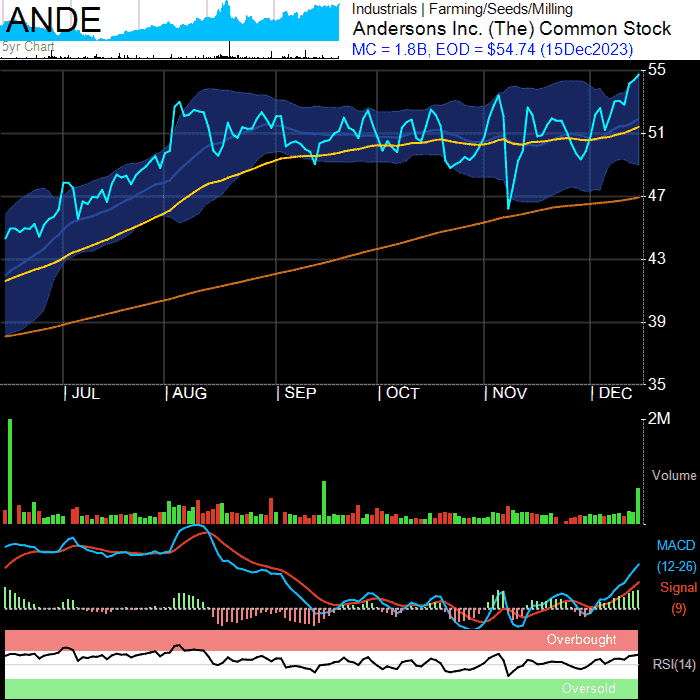 ANDE
5yr Chart
Industrials | Farming/Seeds/Milling
Andersons Inc. (The) Common Stock
MC = 1.8B, EOD = $54.74 (15Dec2023)
55
51
47
43
39
35
JUL AUG SEP OCT NOV DEC
2M
Volume
MACD
(12-26)
Signal
(9)
Overbought
RSI(14)
Oversold